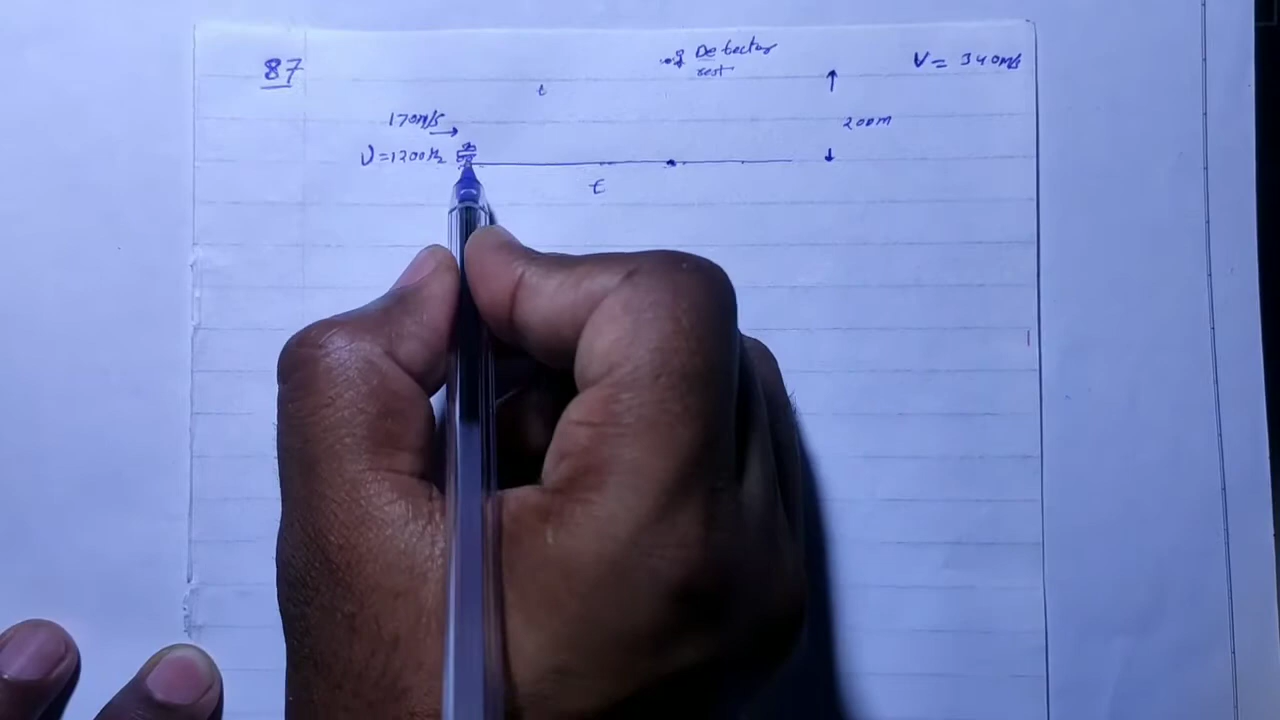 87
Detector
rest
V = 340m/s
t
170m/s
200m
ν=1200Hz
t